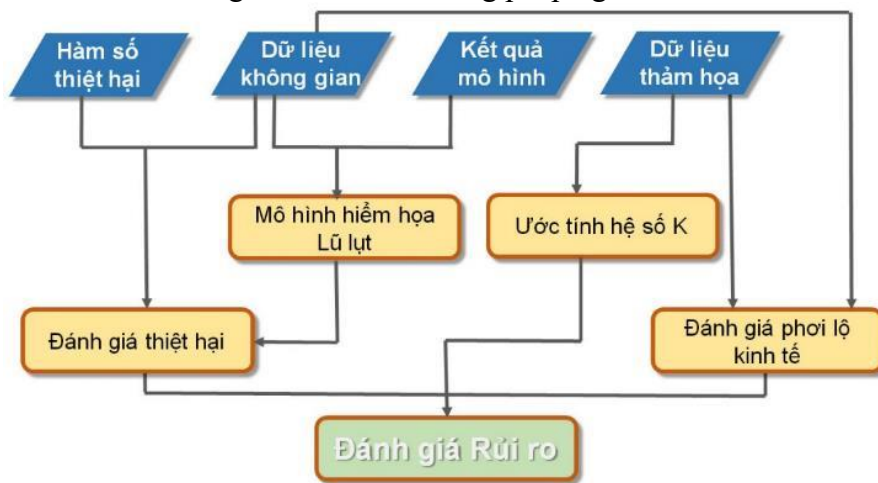 Hàm số
thiệt hại
Dữ liệu
không gian
Kết quả
mô hình
Dữ liệu
thảm họa
Mô hình hiểm họa
Lũ lụt
Ước tính hệ số K
Đánh giá thiệt hại
Đánh giá phơi lộ
kinh tế
Đánh giá Rủi ro